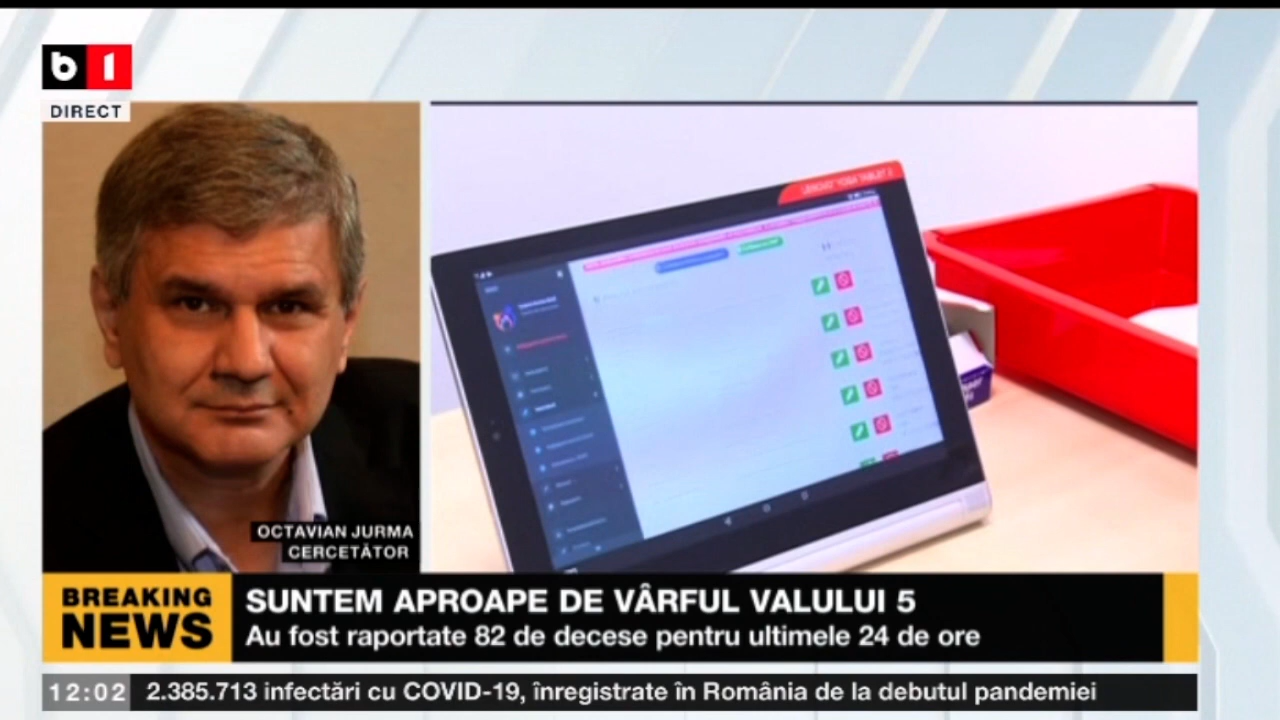 b1
DIRECT
OCTAVIAN JURMA
CERCETĂTOR
BREAKING
NEWS
SUNTEM APROAPE DE VÂRFUL VALULUI 5
Au fost raportate 82 de decese pentru ultimele 24 de ore
12:02
2.385.713 infectări cu COVID-19, înregistrate în România de la debutul pandemiei